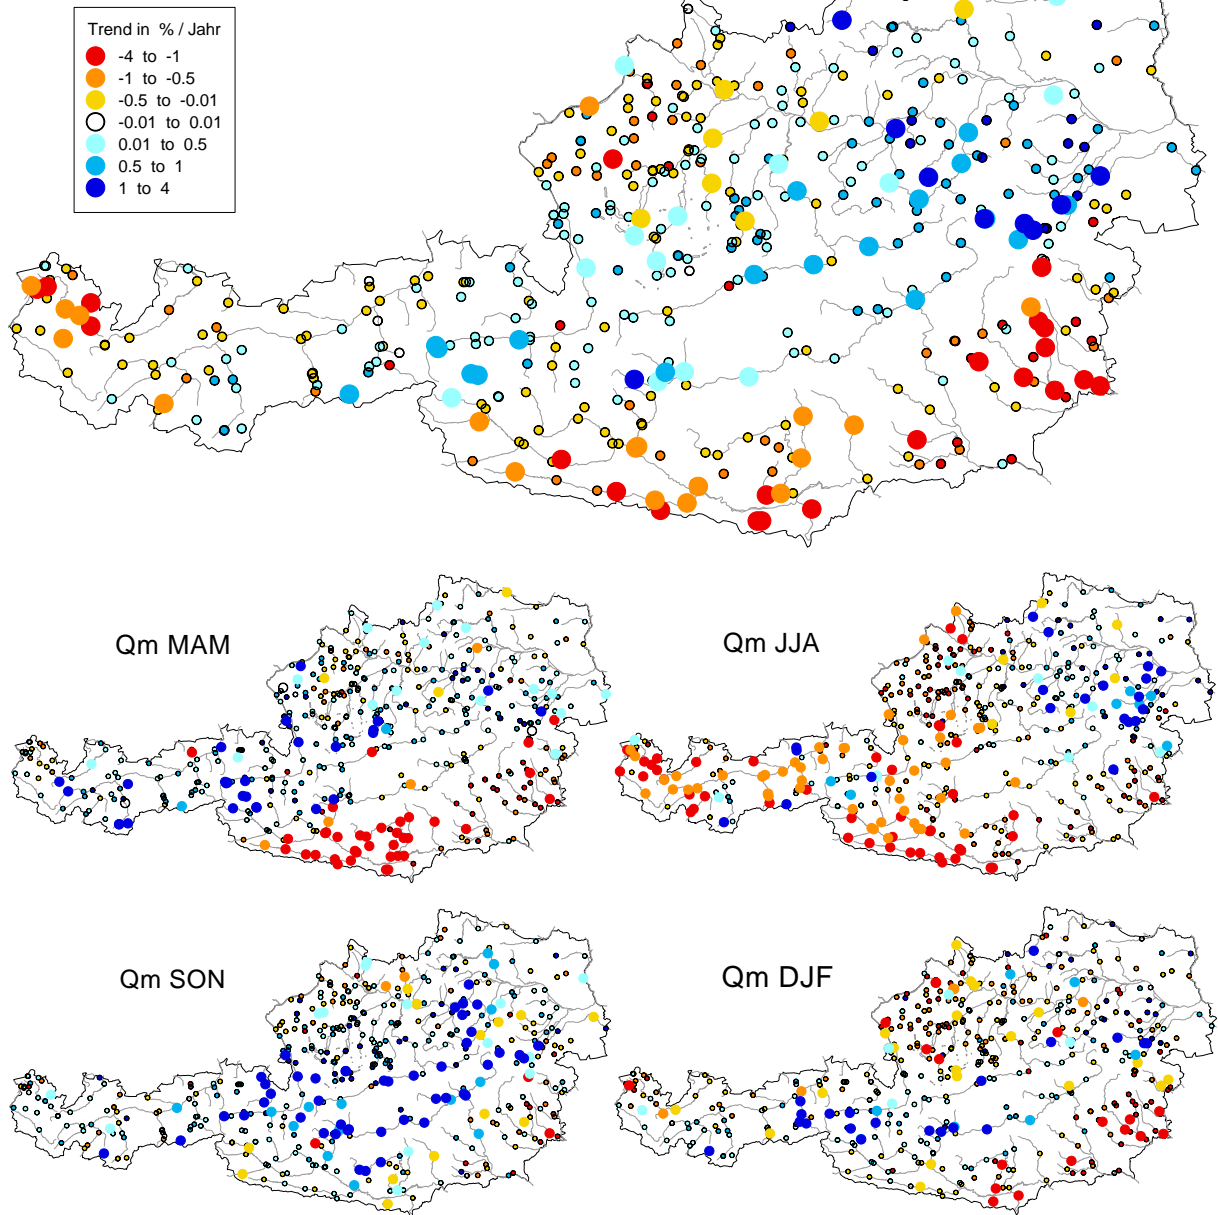 Trend in % / Jahr
-4 to -1
-1 to -0.5
-0.5 to -0.01
-0.01 to 0.01
0.01 to 0.5
0.5 to 1
1 to 4
Qm MAM
Qm JJA
Qm SON
Qm DJF